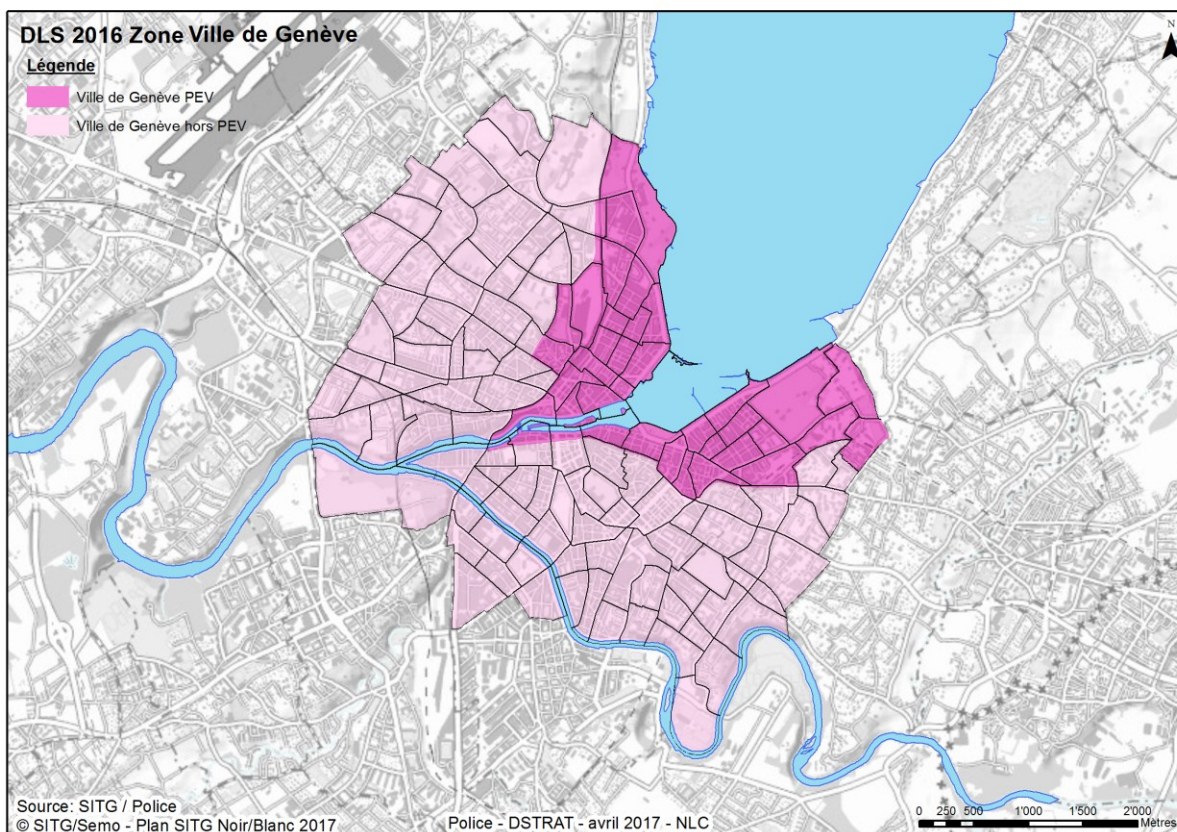 DLS 2016 Zone Ville de Genève
Légende
Ville de Genève PEV
Ville de Genève hors PEV
N
Source: SITG / Police
© SITG/Semo - Plan SITG Noir/Blanc 2017
Police - DSTRAT - avril 2017 - NLC
0 250 500 1'000 1'500 2'000
Mètres